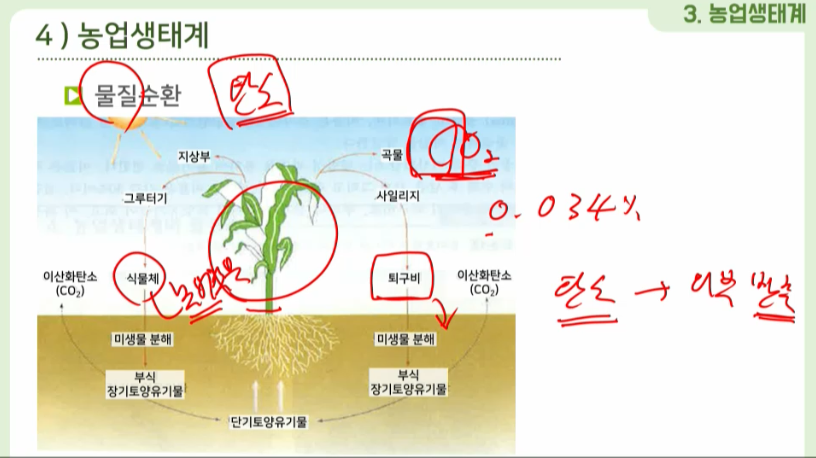 3. 농업생태계
4 ) 농업생태계
물질순환
탄소
지상부
곡물
CO₂
그루터기
사일리지
0.034%
이산화탄소
(CO₂)
식물체
퇴구비
이산화탄소
(CO₂)
탄소 → 외부 반출
미생물 분해
미생물 분해
부식
장기토양유기물
부식
장기토양유기물
단기토양유기물